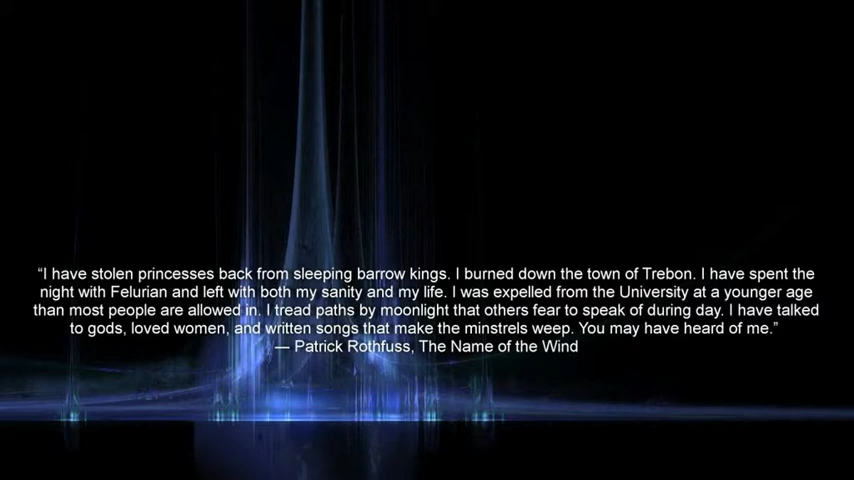 “I have stolen princesses back from sleeping barrow kings. I burned down the town of Trebon. I have spent the
night with Felurian and left with both my sanity and my life. I was expelled from the University at a younger age
than most people are allowed in. I tread paths by moonlight that others fear to speak of during day. I have talked
to gods, loved women, and written songs that make the minstrels weep. You may have heard of me.”
― Patrick Rothfuss, The Name of the Wind